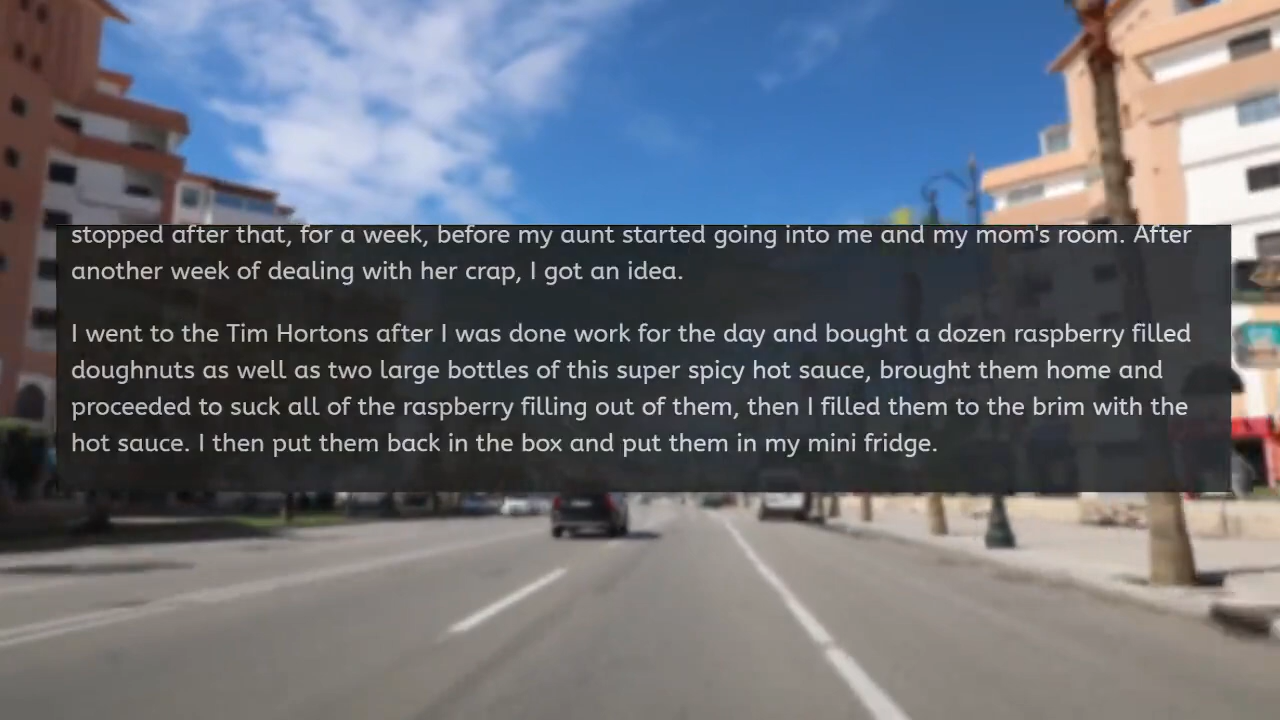 stopped after that, for a week, before my aunt started going into me and my mom's room. After
another week of dealing with her crap, I got an idea.
I went to the Tim Hortons after I was done work for the day and bought a dozen raspberry filled
doughnuts as well as two large bottles of this super spicy hot sauce, brought them home and
proceeded to suck all of the raspberry filling out of them, then I filled them to the brim with the
hot sauce. I then put them back in the box and put them in my mini fridge.